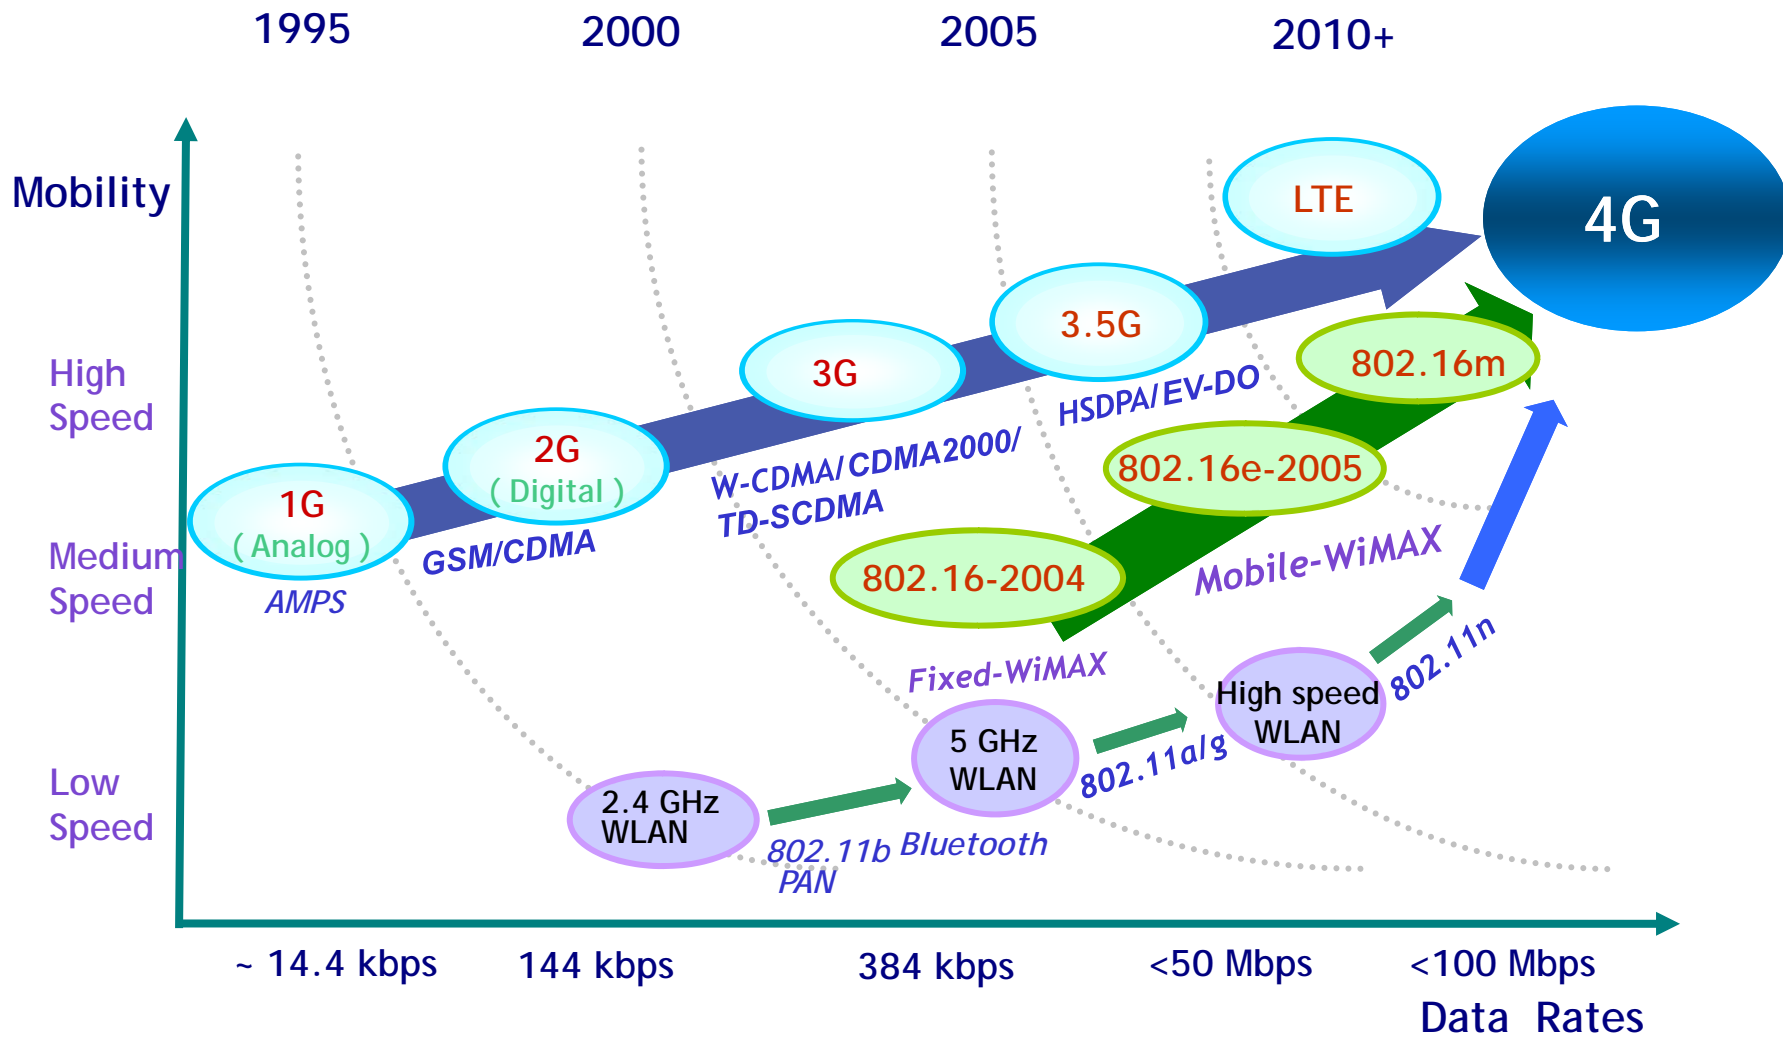 1995
2000
2005
2010+
Mobility
LTE
4G
3.5G
3G
802.16m
High
Speed
HSDPA/EV-DO
2G
( Digital )
W-CDMA/CDMA2000/
TD-SCDMA
802.16e-2005
1G
( Analog )
GSM/CDMA
Medium
Speed
AMPS
802.16-2004
Mobile-WiMAX
Fixed-WiMAX
802.11n
High speed
WLAN
5 GHz
WLAN
802.11a/g
Low
Speed
2.4 GHz
WLAN
802.11b
PAN
Bluetooth
~ 14.4 kbps
144 kbps
384 kbps
<50 Mbps
<100 Mbps
Data Rates